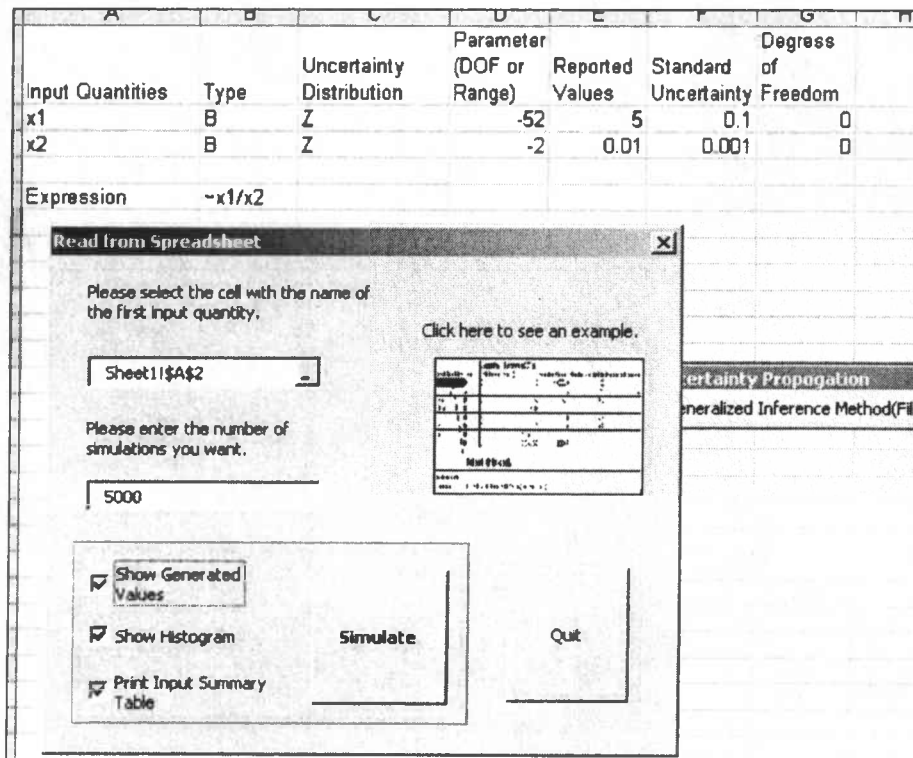 A B C D E F G H
Parameter Degress
Uncertainty (DOF or Reported Standard of
Input Quantities Type Distribution Range) Values Uncertainty Freedom
x1 B Z -52 5 0.1 0
x2 B Z -2 0.01 0.001 0
Expression ~x1/x2
Read from Spreadsheet
Please select the cell with the name of
the first input quantity.
Click here to see an example.
Sheet1!$A$2
ertainty Propogation
eneralized Inference Method(Fil
Please enter the number of
simulations you want.
5000
Show Generated
Values
Show Histogram
Simulate
Quit
Print Input Summary
Table